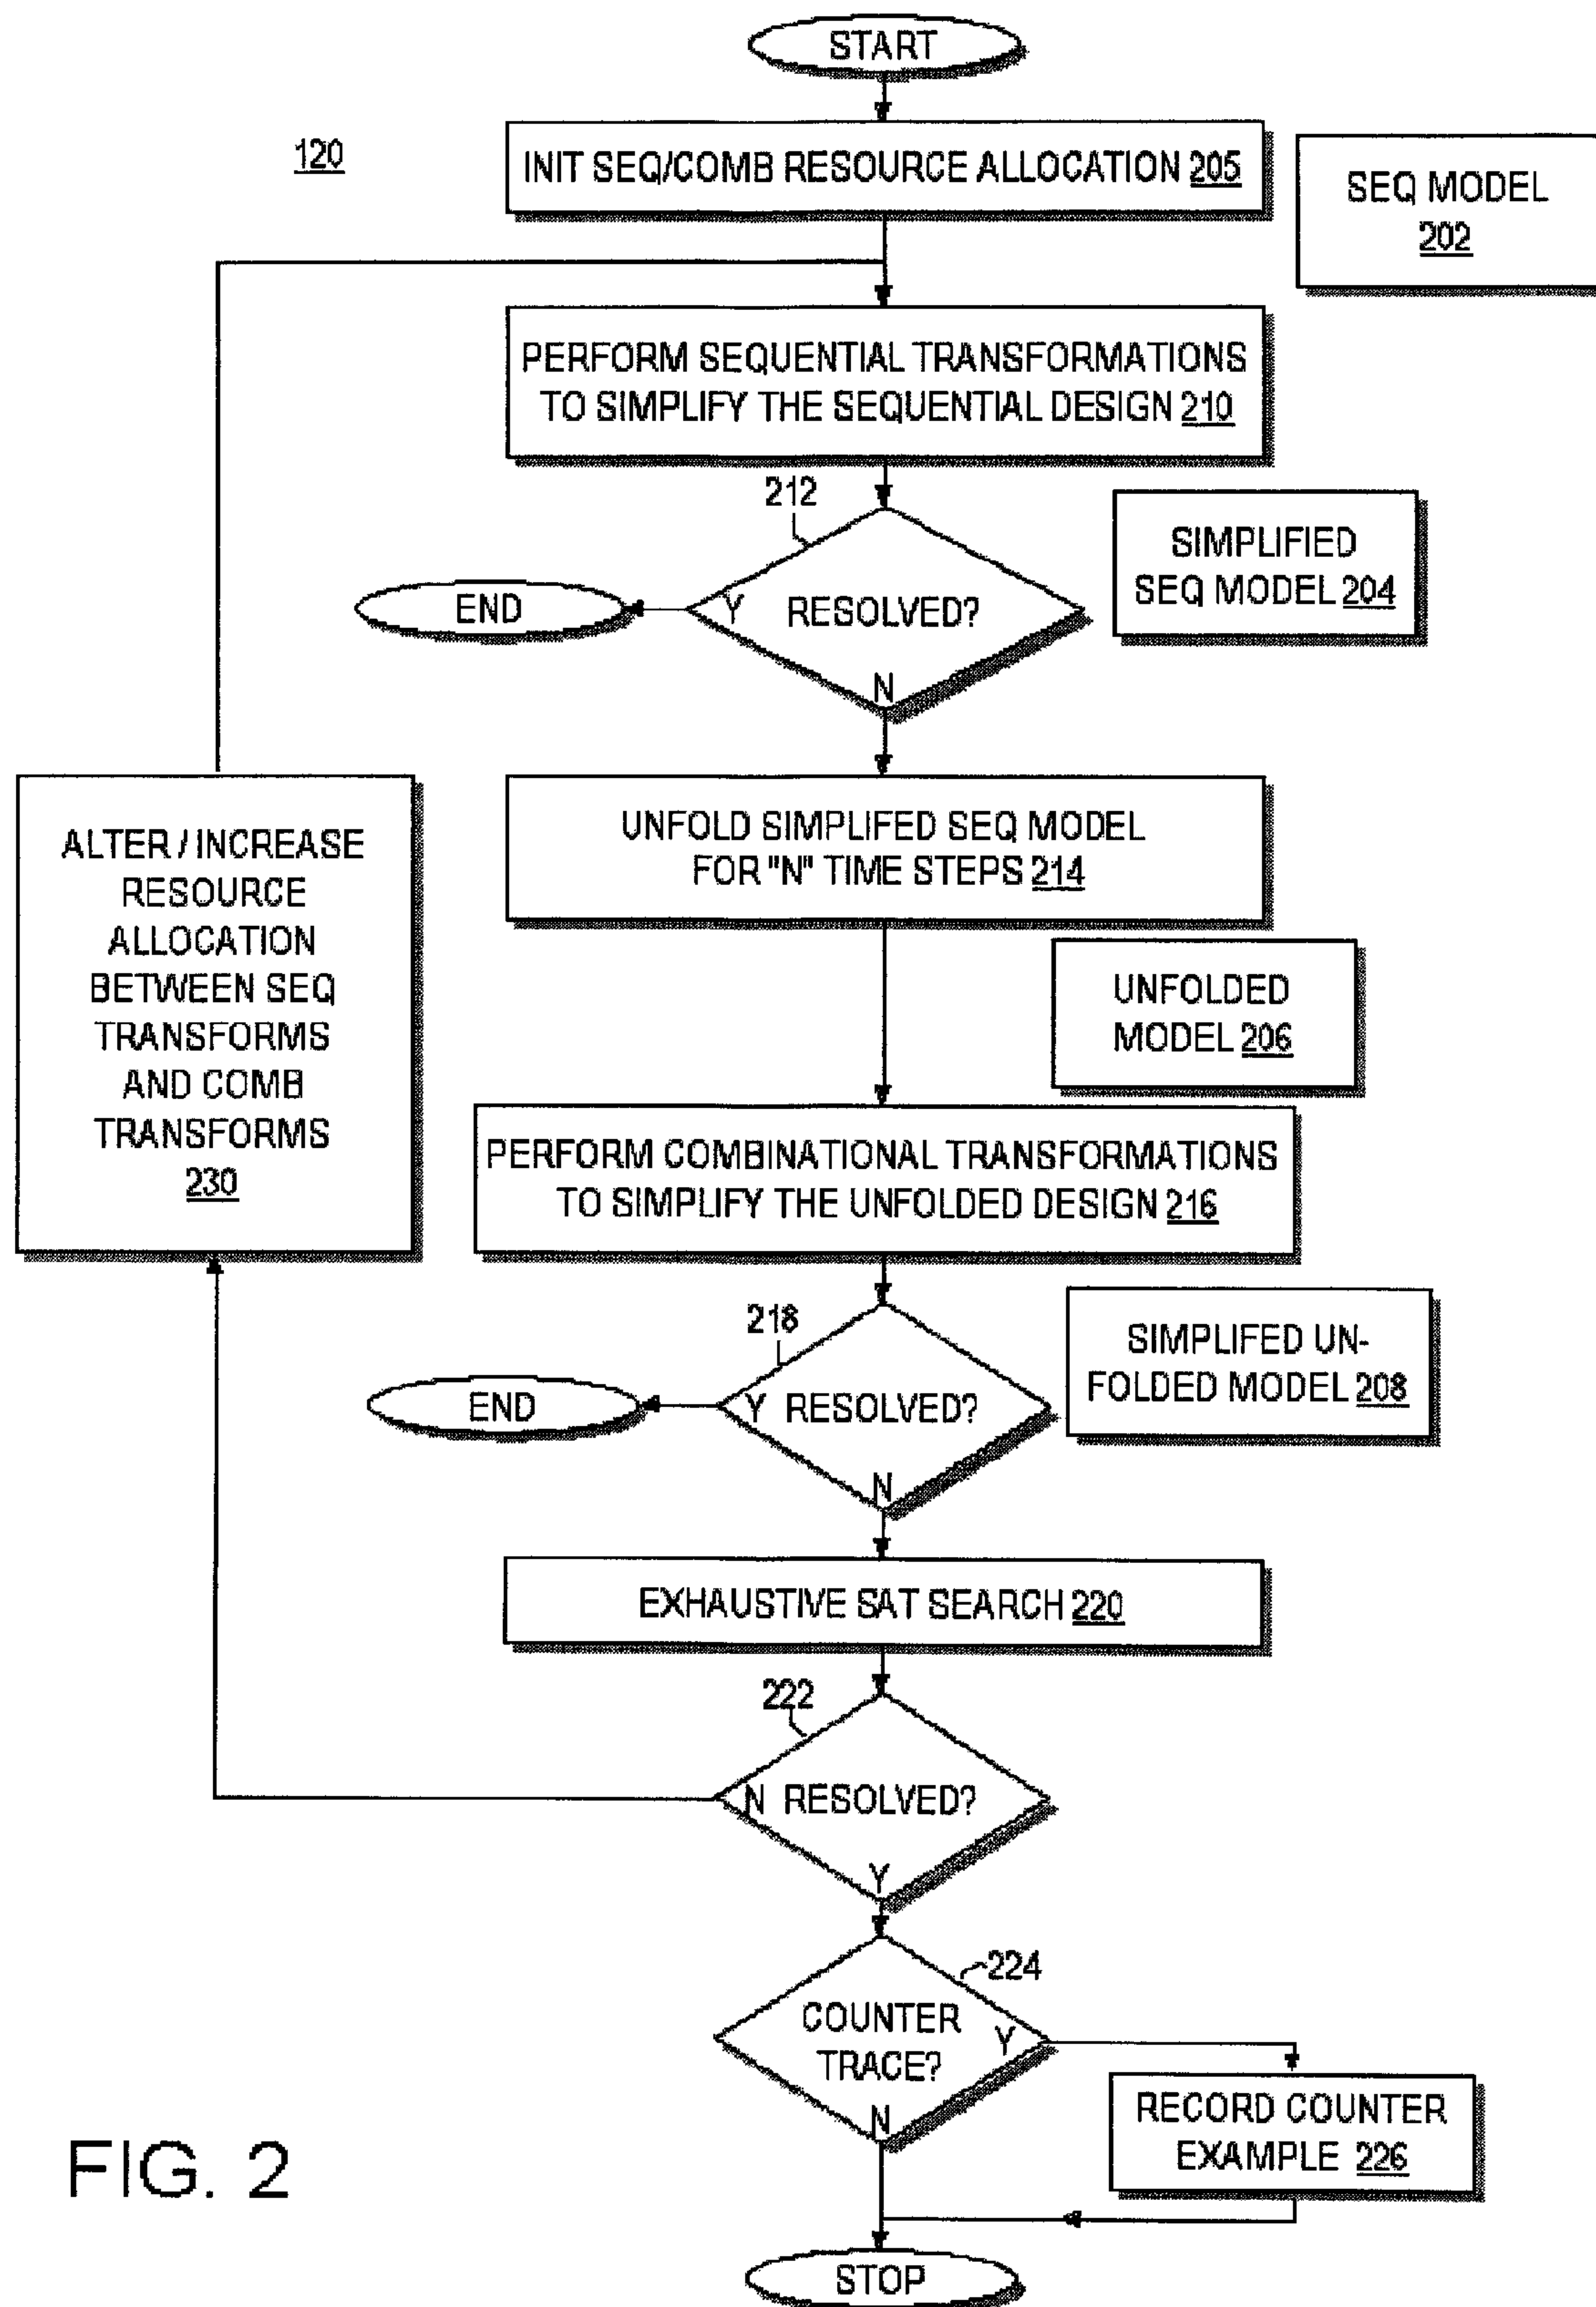 START
120
INIT SEQ/COMB RESOURCE ALLOCATION 205
SEQ MODEL
202
PERFORM SEQUENTIAL TRANSFORMATIONS
TO SIMPLIFY THE SEQUENTIAL DESIGN 210
212
SIMPLIFIED
SEQ MODEL 204
END
Y RESOLVED?
N
ALTER / INCREASE
RESOURCE
ALLOCATION
BETWEEN SEQ
TRANSFORMS
AND COMB
TRANSFORMS
230
UNFOLD SIMPLIFED SEQ MODEL
FOR "N" TIME STEPS 214
UNFOLDED
MODEL 206
PERFORM COMBINATIONAL TRANSFORMATIONS
TO SIMPLIFY THE UNFOLDED DESIGN 216
218
SIMPLIFED UN-
FOLDED MODEL 208
END
Y RESOLVED?
N
EXHAUSTIVE SAT SEARCH 220
222
N RESOLVED?
Y
224
COUNTER
TRACE?
Y
N
RECORD COUNTER
EXAMPLE 226
FIG. 2
STOP